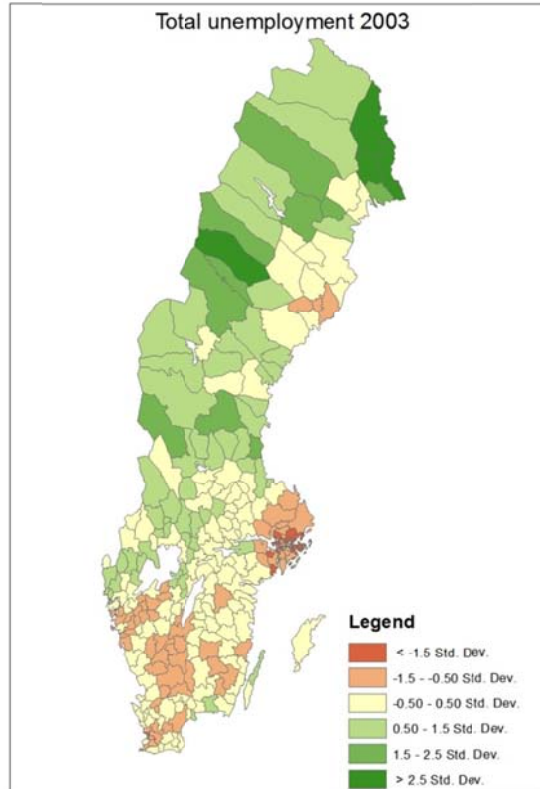 Total unemployment 2003
Legend
< -1.5 Std. Dev.
-1.5 - -0.50 Std. Dev.
-0.50 - 0.50 Std. Dev.
0.50 - 1.5 Std. Dev.
1.5 - 2.5 Std. Dev.
> 2.5 Std. Dev.